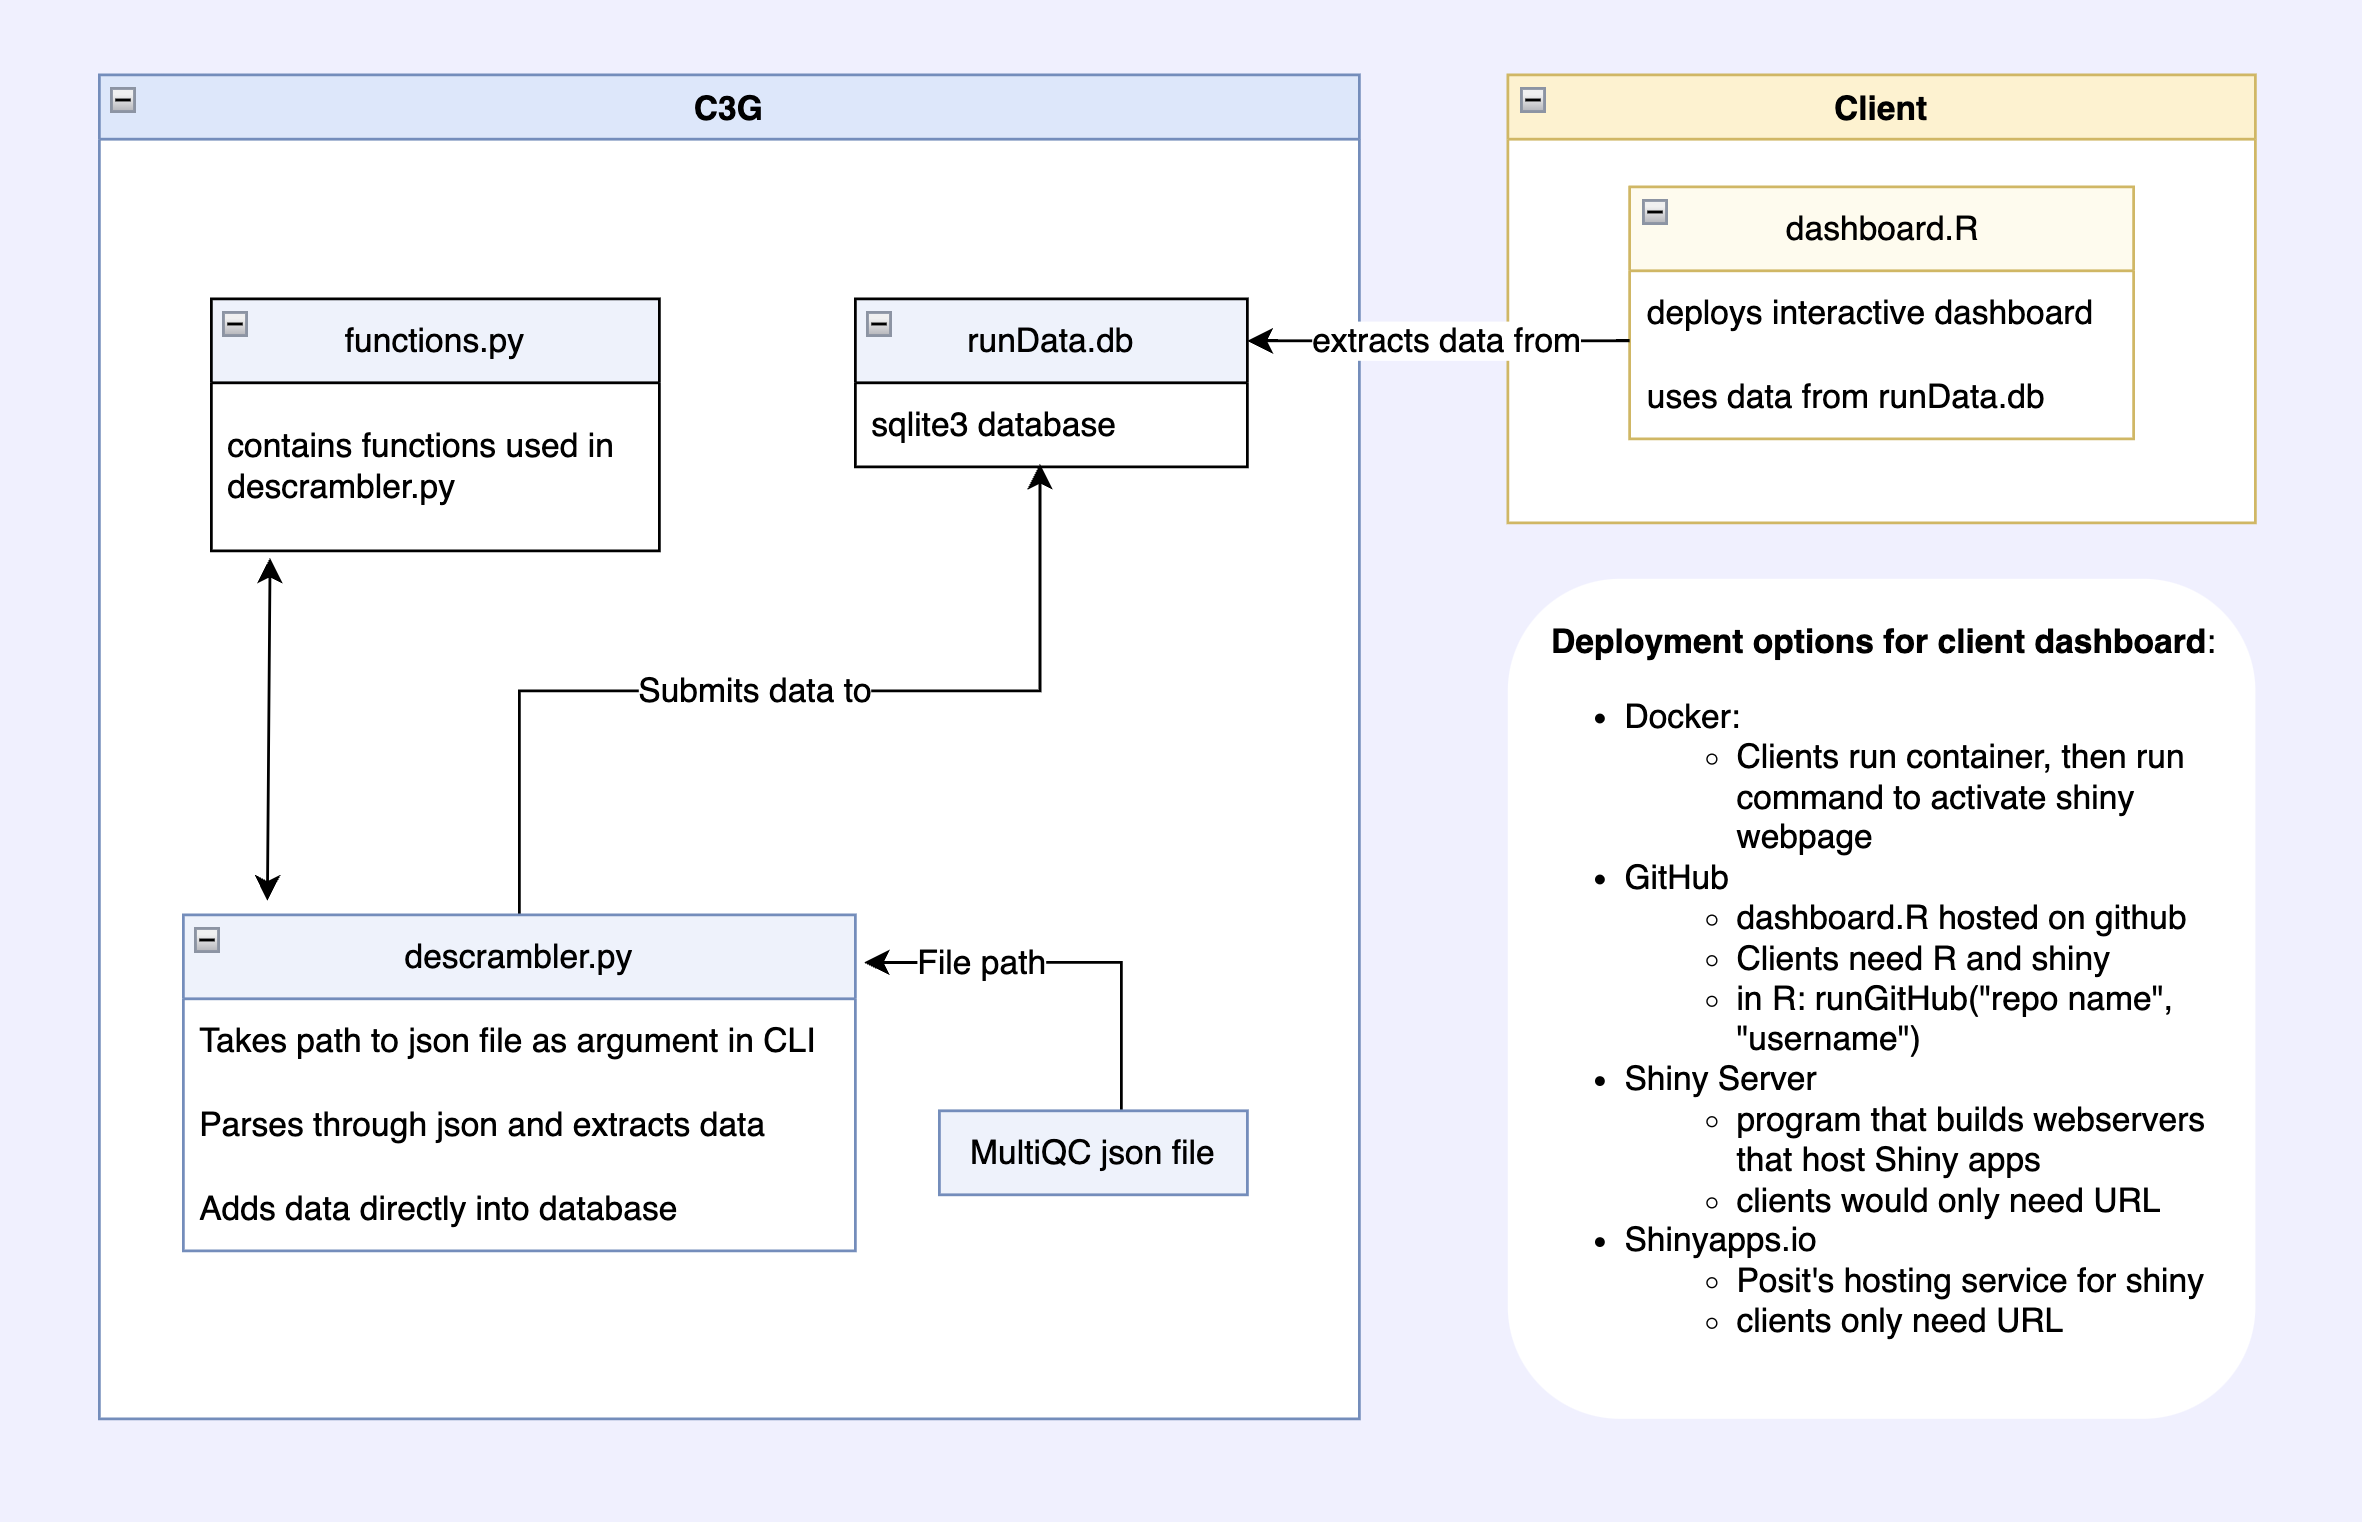 C3G
functions.py
contains functions used in
descrambler.py
runData.db
sqlite3 database
Submits data to
descrambler.py
Takes path to json file as argument in CLI
Parses through json and extracts data
Adds data directly into database
File path
MultiQC json file
extracts data from
Client
dashboard.R
deploys interactive dashboard
uses data from runData.db
Deployment options for client dashboard:
• Docker:
◦ Clients run container, then run
command to activate shiny
webpage
• GitHub
◦ dashboard.R hosted on github
◦ Clients need R and shiny
◦ in R: runGitHub("repo name",
"username")
• Shiny Server
◦ program that builds webservers
that host Shiny apps
◦ clients would only need URL
• Shinyapps.io
◦ Posit's hosting service for shiny
◦ clients only need URL